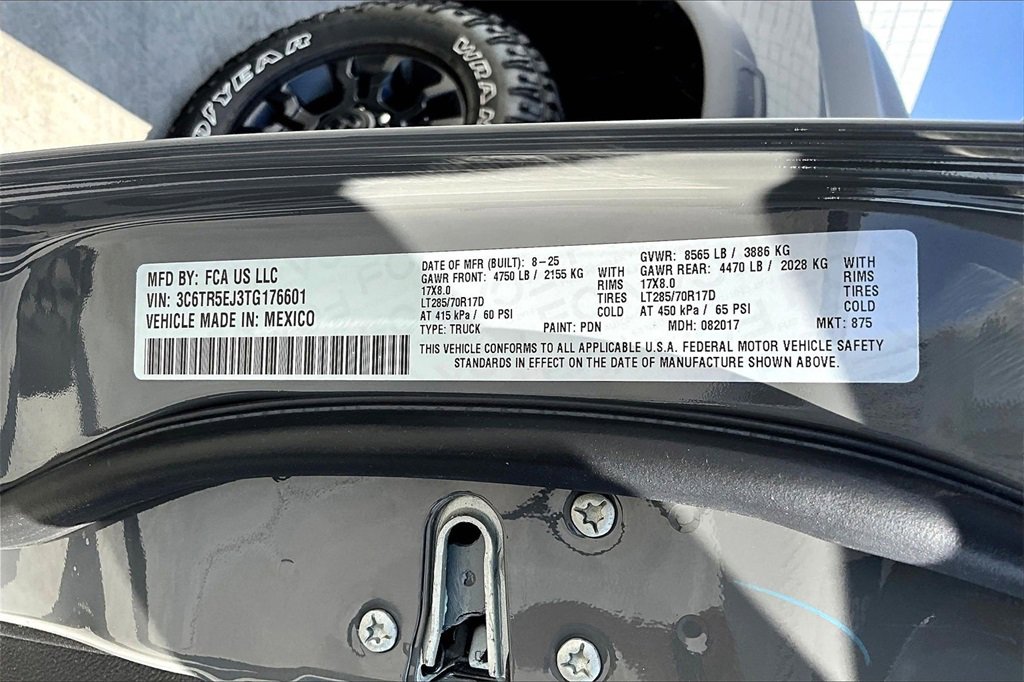 GOODYEAR
WRAN
MFD BY: FCA US LLC
VIN: 3C6TR5EJ3TG176601
VEHICLE MADE IN: MEXICO
DATE OF MFR (BUILT): 8-25
GAWR FRONT: 4750 LB / 2155 KG WITH
17X8.0 RIMS
LT285/70R17D TIRES
AT 415 kPa / 60 PSI COLD
TYPE: TRUCK PAINT: PDN
GVWR: 8565 LB / 3886 KG
GAWR REAR: 4470 LB / 2028 KG WITH
17X8.0 RIMS
LT285/70R17D TIRES
AT 450 kPa / 65 PSI COLD
MDH: 082017 MKT: 875
THIS VEHICLE CONFORMS TO ALL APPLICABLE U.S.A. FEDERAL MOTOR VEHICLE SAFETY
STANDARDS IN EFFECT ON THE DATE OF MANUFACTURE SHOWN ABOVE.